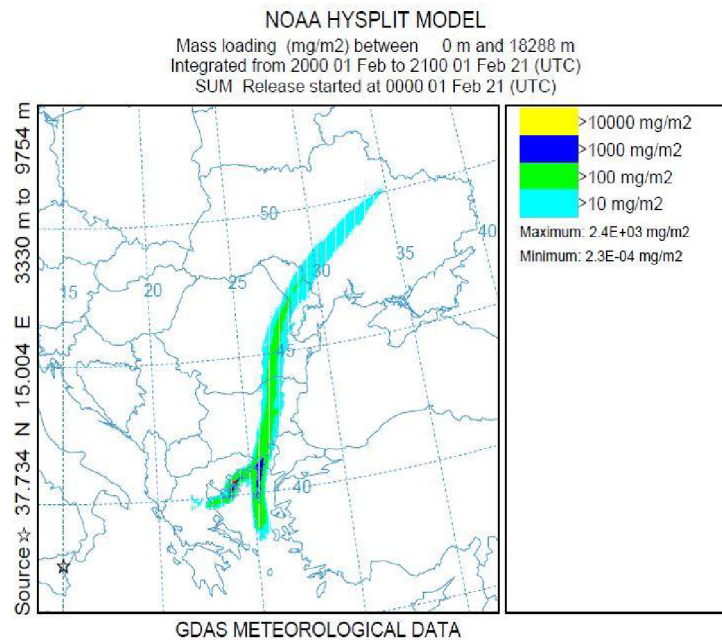 NOAA HYSPLIT MODEL
Mass loading (mg/m2) between 0 m and 18288 m
Integrated from 2000 01 Feb to 2100 01 Feb 21 (UTC)
SUM Release started at 0000 01 Feb 21 (UTC)
Source ☆ 37.734 N 15.004 E 3330 m to 9754 m
>10000 mg/m2
>1000 mg/m2
>100 mg/m2
>10 mg/m2
Maximum: 2.4E+03 mg/m2
Minimum: 2.3E-04 mg/m2
50
35
40
15
20
25
30
45
40
GDAS METEOROLOGICAL DATA